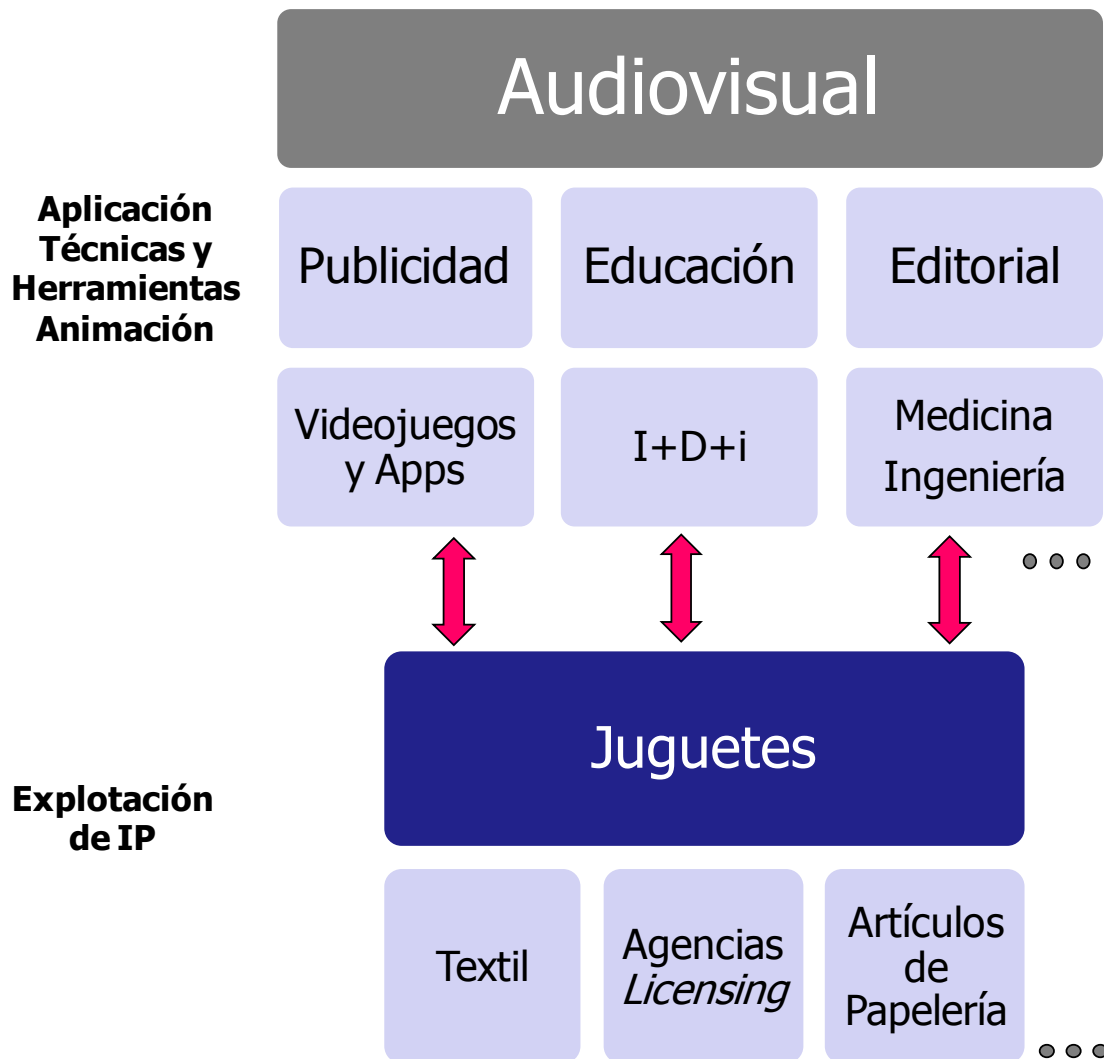 Audiovisual
Aplicación
Técnicas y
Herramientas
Animación
Publicidad
Educación
Editorial
Videojuegos
y Apps
I+D+i
Medicina
Ingeniería
Juguetes
Explotación
de IP
Textil
Agencias
Licensing
Artículos
de
Papelería